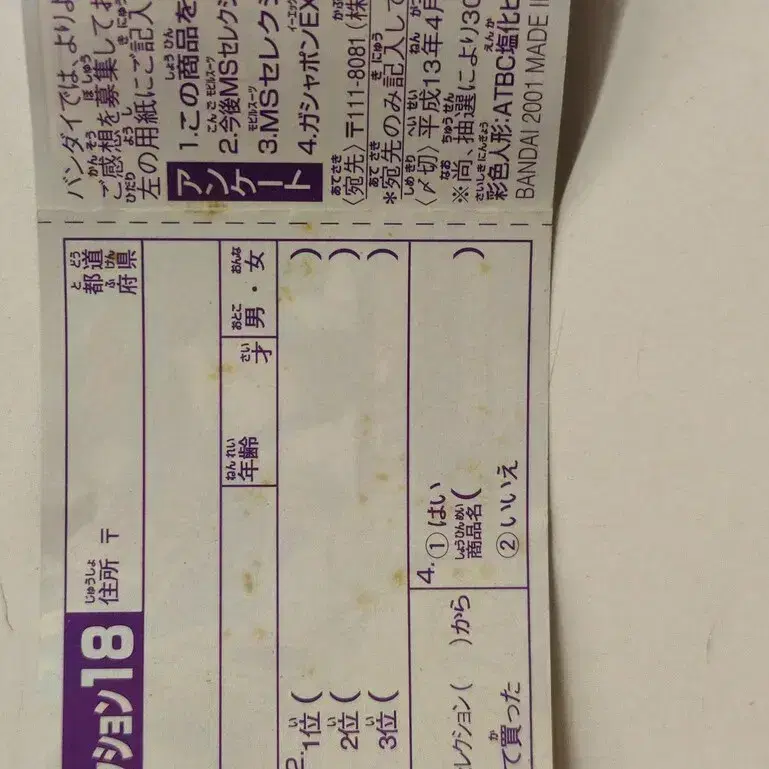 バンダイでは、よりよ
ご感想を募集してお
左の用紙にご記入
アンケート
1.この商品を
2.今後MSセレクシ
3.MSセレクシ
4.ガシャポンEX
〈宛先〉〒111-8081(株
*宛先のみ記入して
〈〆切〉平成13年4月
※尚、抽選により30
彩色人形:ATBC塩化ビ
BANDAI 2001 MADE I
クション18
住所 〒
都道
府県
年齢
才
男・女
2.
1位( )
2位( )
3位( )
レクション( )から
て買った
4.①はい
商品名( )
②いいえ